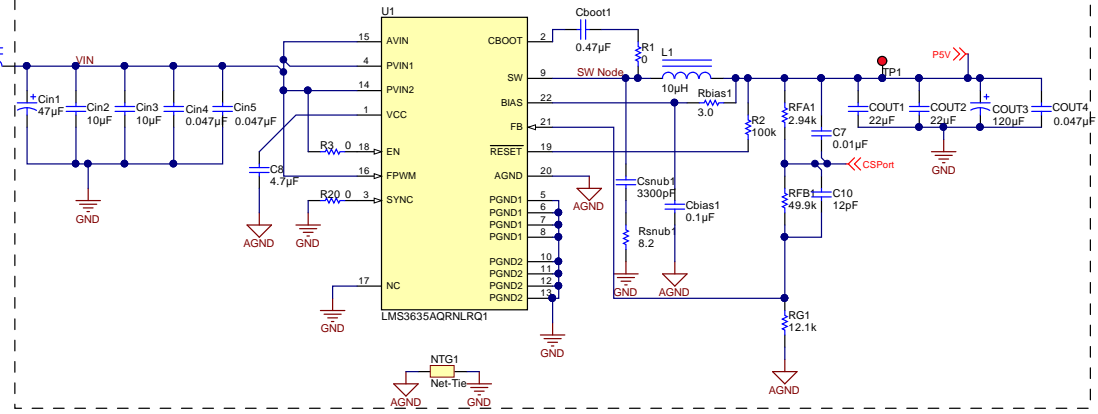 U1
Cboot1
0.47µF
15 AVIN
4 PVIN1
14 PVIN2
1 VCC
18 EN
16 FPWM
3 SYNC
17 NC
CBOOT 2
SW 9
BIAS 22
FB 21
RESET 19
AGND 20
PGND1 5
PGND1 6
PGND1 7
PGND1 8
PGND2 10
PGND2 11
PGND2 12
PGND2 13
LMS3635AQRNLRQ1
VIN
Cin1
47µF
Cin2
10µF
Cin3
10µF
Cin4
0.047µF
Cin5
0.047µF
GND
C8
4.7µF
AGND
R3 0
R20 0
GND
GND
R1
0
SW Node
L1
10µH
Rbias1
3.0
R2
100k
Csnub1
3300pF
Rsnub1
8.2
GND
Cbias1
0.1µF
AGND
AGND
GND
RFA1
2.94k
C7
0.01µF
CSPort
RFB1
49.9k
C10
12pF
RG1
12.1k
AGND
TP1
P5V
COUT1
22µF
COUT2
22µF
COUT3
120µF
COUT4
0.047µF
GND
NTG1
Net-Tie
AGND
GND